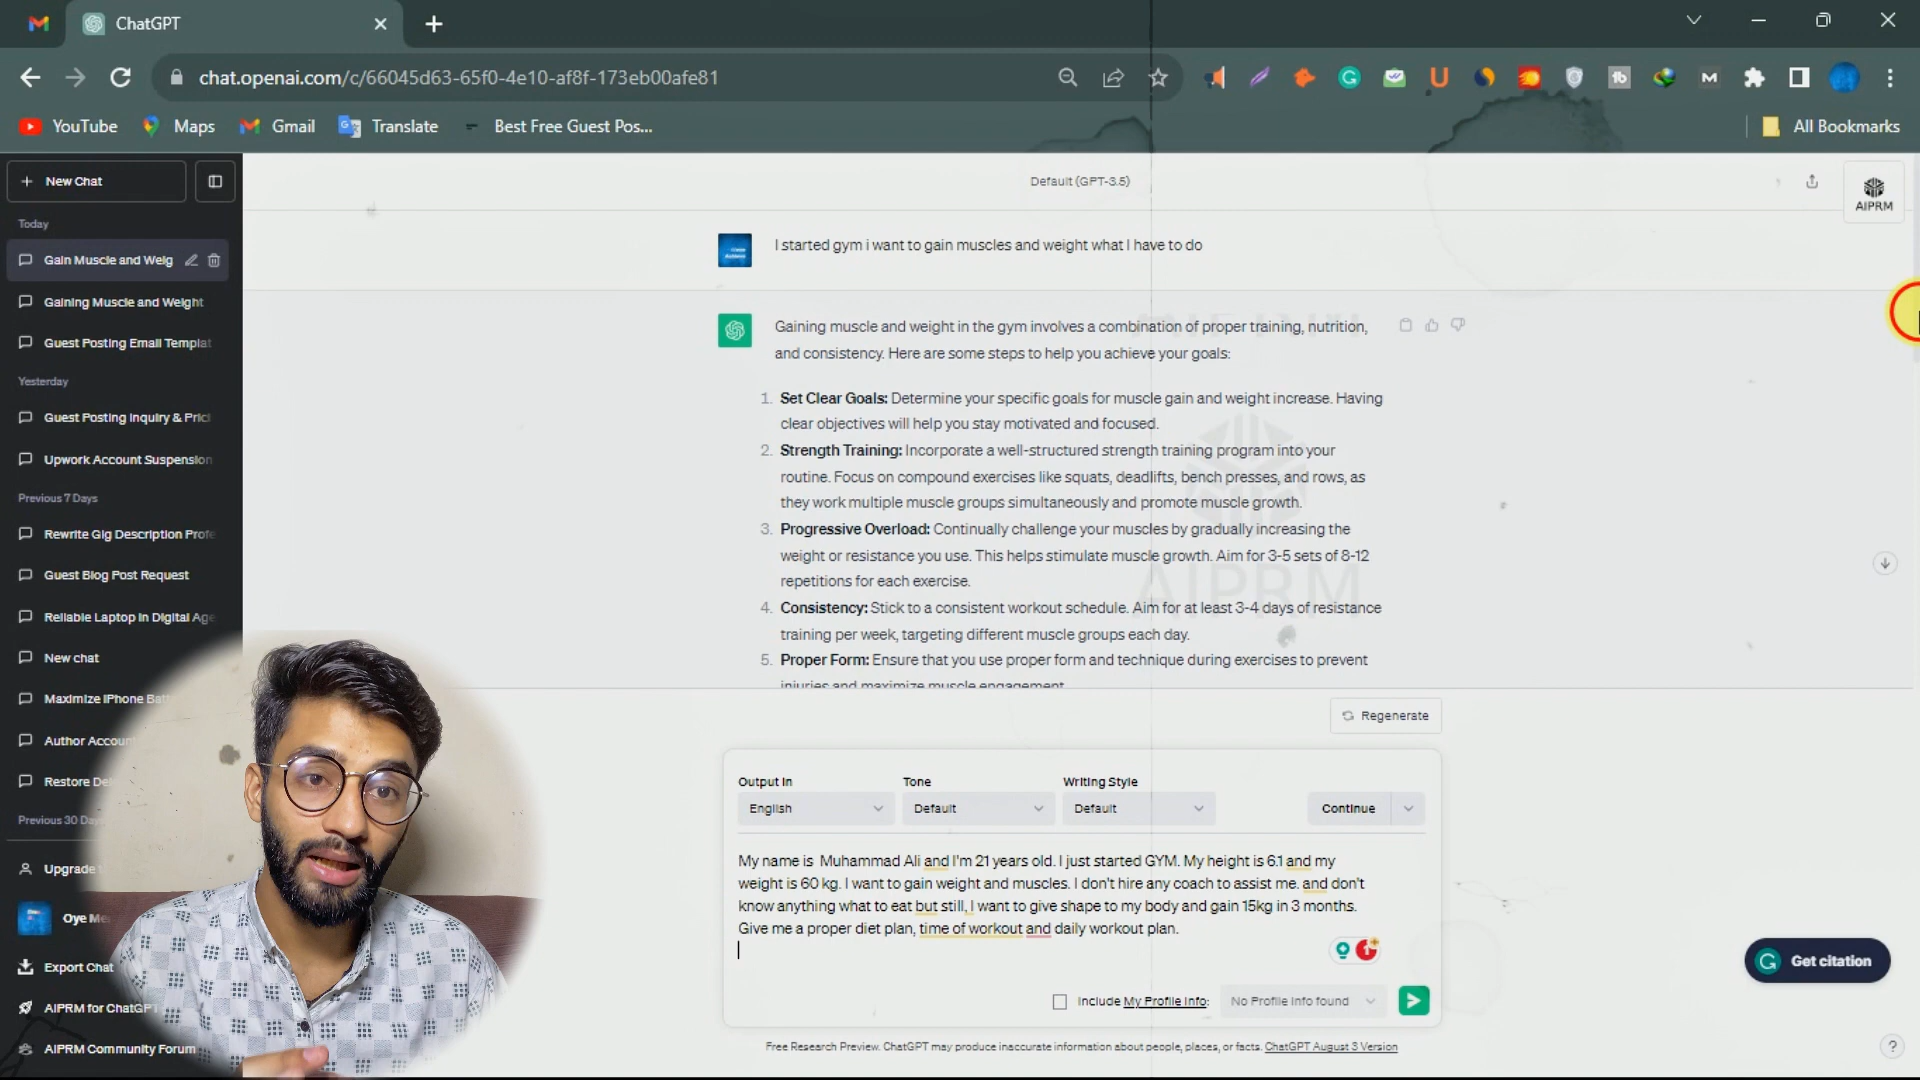 ChatGPT
chat.openai.com/c/66045d63-65f0-4e10-af8f-173eb00afe81
YouTube
Maps
Gmail
Translate
Best Free Guest Pos...
All Bookmarks
New Chat
Today
Gain Muscle and Weig
Gaining Muscle and Weight
Guest Posting Email Templat
Yesterday
Guest Posting Inquiry & Pric
Upwork Account Suspension
Previous 7 Days
Rewrite Gig Description Profe
Guest Blog Post Request
Reliable Laptop in Digital Age
New chat
Maximize iPhone Bat
Author Accoun
Restore De
Previous 30 Days
Upgrade
Oye Me
Export Chat
AIPRM for ChatGPT
AIPRM Community Forum
Default (GPT-3.5)
AIPRM
I started gym i want to gain muscles and weight what I have to do
Gaining muscle and weight in the gym involves a combination of proper training, nutrition,
and consistency. Here are some steps to help you achieve your goals:
1. Set Clear Goals: Determine your specific goals for muscle gain and weight increase. Having
clear objectives will help you stay motivated and focused.
2. Strength Training: Incorporate a well-structured strength training program into your
routine. Focus on compound exercises like squats, deadlifts, bench presses, and rows, as
they work multiple muscle groups simultaneously and promote muscle growth.
3. Progressive Overload: Continually challenge your muscles by gradually increasing the
weight or resistance you use. This helps stimulate muscle growth. Aim for 3-5 sets of 8-12
repetitions for each exercise.
4. Consistency: Stick to a consistent workout schedule. Aim for at least 3-4 days of resistance
training per week, targeting different muscle groups each day.
5. Proper Form: Ensure that you use proper form and technique during exercises to prevent
injuries and maximize muscle engagement.
AIPRM
Regenerate
Output In
Tone
Writing Style
English
Default
Default
Continue
My name is  Muhammad Ali and I'm 21 years old. I just started GYM. My height is 6.1 and my
weight is 60 kg. I want to gain weight and muscles. I don't hire any coach to assist me. and don't
know anything what to eat but still, I want to give shape to my body and gain 15kg in 3 months.
Give me a proper diet plan, time of workout and daily workout plan.
Include My Profile Info:
No Profile Info found
Get citation
Free Research Preview. ChatGPT may produce inaccurate information about people, places, or facts. ChatGPT August 3 Version
?